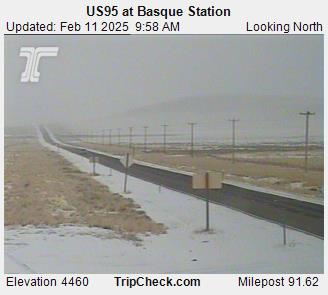 US95 at Basque Station
Updated: Feb 11 2025 9:58 AM Looking North
Elevation 4460 TripCheck.com Milepost 91.62